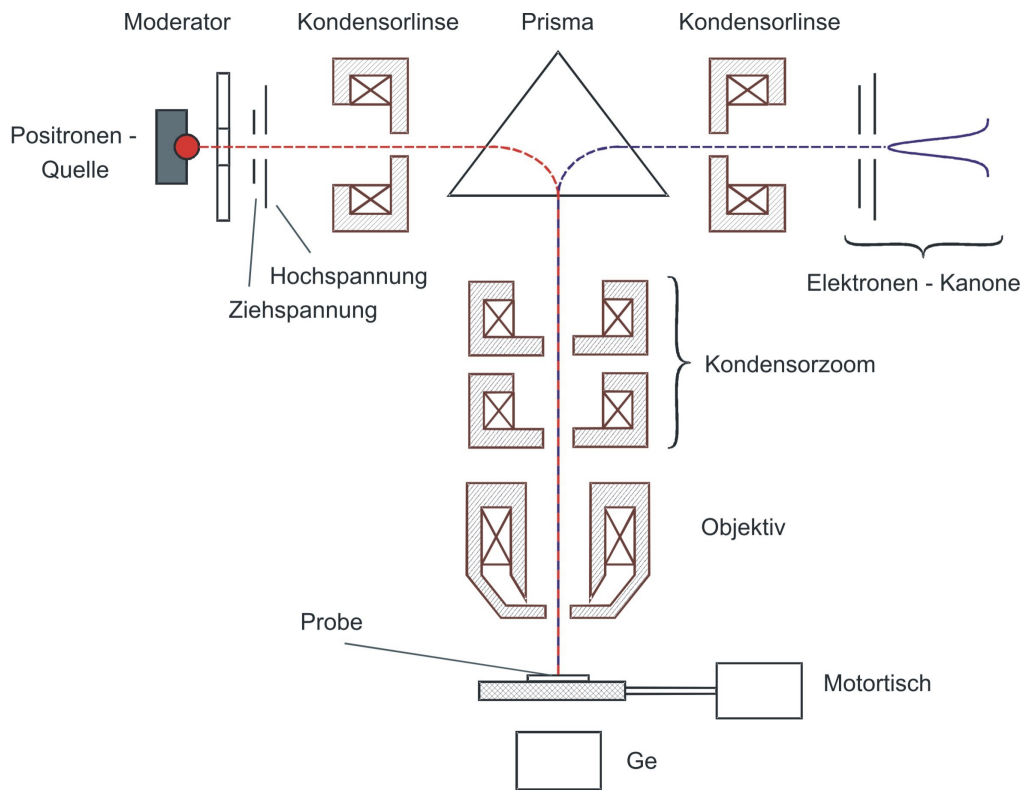 Moderator
Kondensorlinse
Prisma
Kondensorlinse
Positronen -
Quelle
Hochspannung
Ziehspannung
Elektronen - Kanone
Kondensorzoom
Objektiv
Probe
Motortisch
Ge